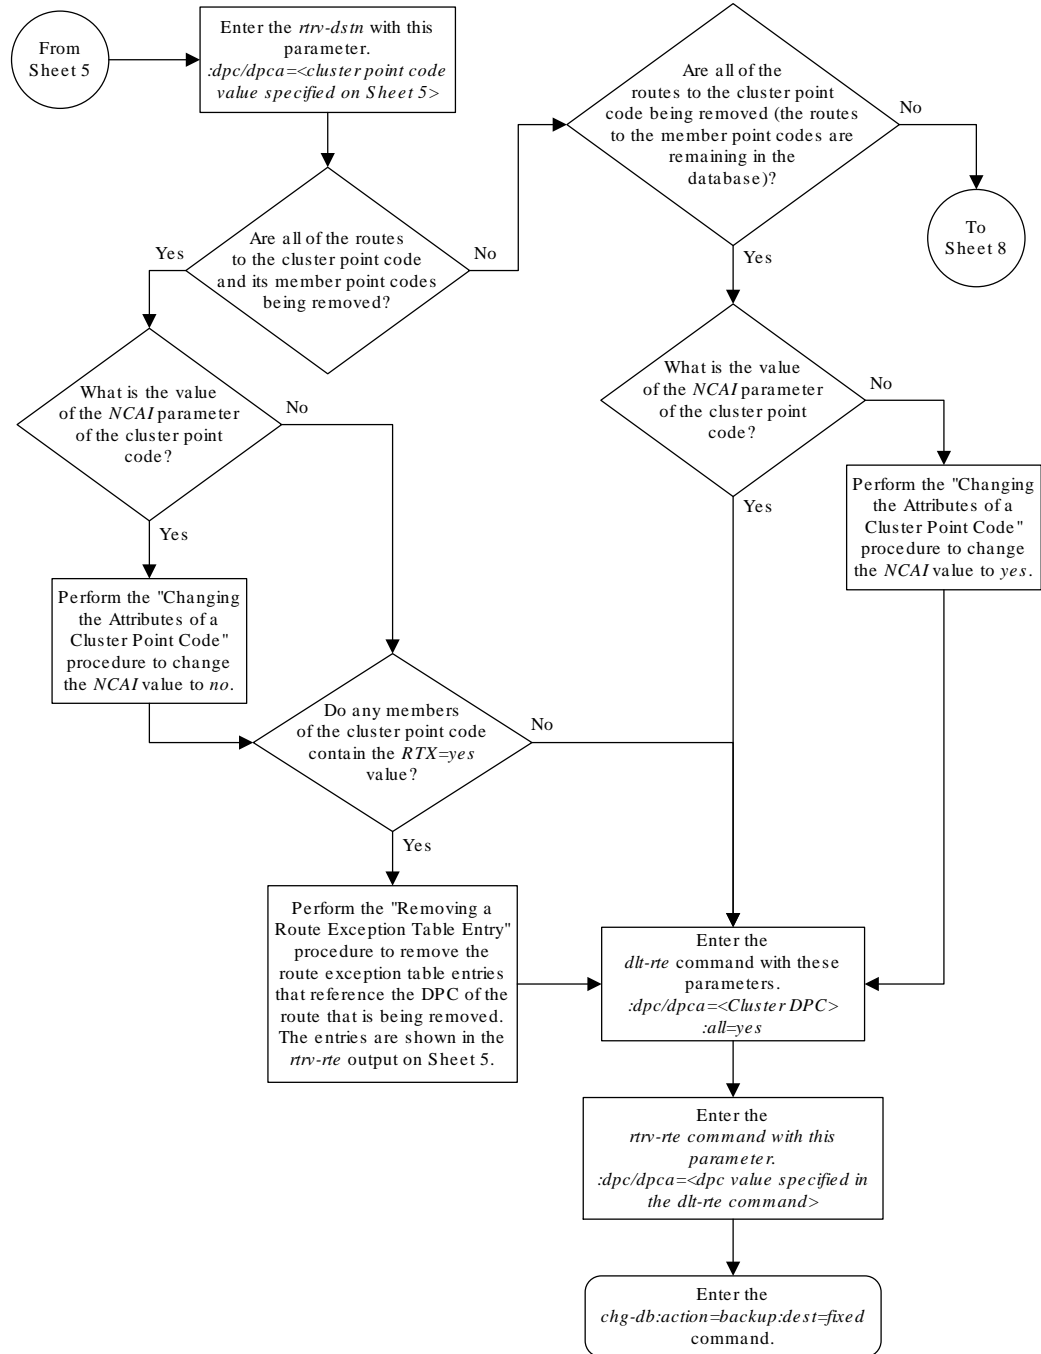 From
Sheet 5
Enter the rtrv-dstn with this
parameter.
:dpc/dpca=<cluster point code
value specified on Sheet 5>
Are all of the routes
to the cluster point code
and its member point codes
being removed?
Yes
No
Are all of the
routes to the cluster point
code being removed (the routes
to the member point codes are
remaining in the
database)?
No
To
Sheet 8
Yes
What is the value
of the NCAI parameter
of the cluster point
code?
No
Yes
Perform the "Changing
the Attributes of a
Cluster Point Code"
procedure to change
the NCAI value to no.
What is the value
of the NCAI parameter
of the cluster point
code?
No
Yes
Perform the "Changing
the Attributes of a
Cluster Point Code"
procedure to change
the NCAI value to yes.
Do any members
of the cluster point code
contain the RTX=yes
value?
No
Yes
Perform the "Removing a
Route Exception Table Entry"
procedure to remove the
route exception table entries
that reference the DPC of the
route that is being removed.
The entries are shown in the
rtrv-rte output on Sheet 5.
Enter the
dlt-rte command with these
parameters.
:dpc/dpca=<Cluster DPC>
:all=yes
Enter the
rtrv-rte command with this
parameter.
:dpc/dpca=<dpc value specified in
the dlt-rte command>
Enter the
chg-db:action=backup:dest=fixed
command.